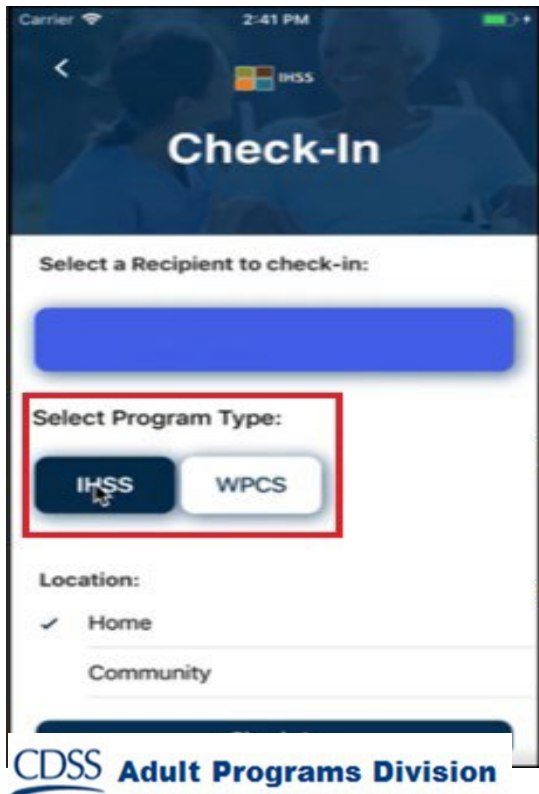 Carrier 2:41 PM
IHSS
Check-In
Select a Recipient to check-in:
Select Program Type:
IHSS WPCS
Location:
Home
Community
CDSS Adult Programs Division